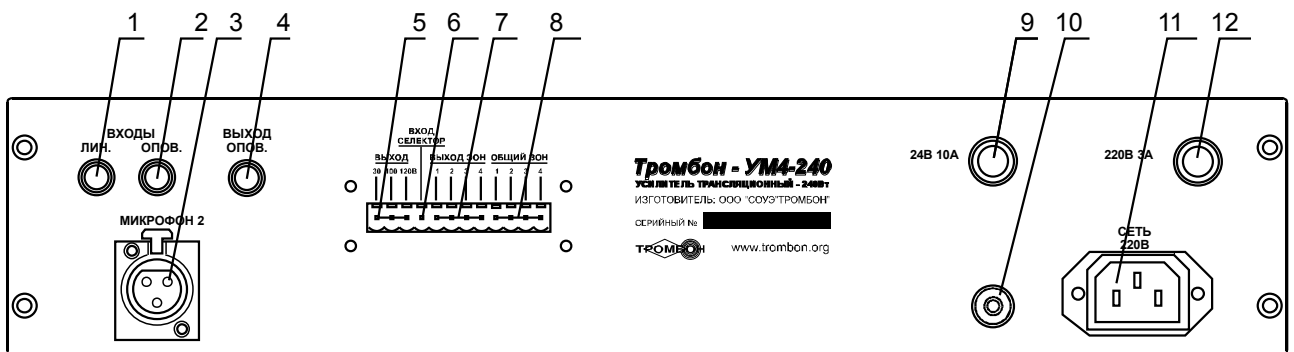 1 2 3 4 5 6 7 8 9 10 11 12
ВХОДЫ
ЛИН. ОПОВ.
ВЫХОД
ОПОВ.
МИКРОФОН 2
ВХОД
СЕЛЕКТОР
ВЫХОД ВЫХОД ЗОН ОБЩИЙ ЗОН
30 100 120В 1 2 3 4 1 2 3 4
Тромбон - УМ4-240
УСИЛИТЕЛЬ ТРАНСЛЯЦИОННЫЙ - 240Вт
ИЗГОТОВИТЕЛЬ: ООО "СОУЭ"ТРОМБОН"
СЕРИЙНЫЙ №
ТРОМБОН www.trombon.org
24В 10А
220В 3А
СЕТЬ
220В